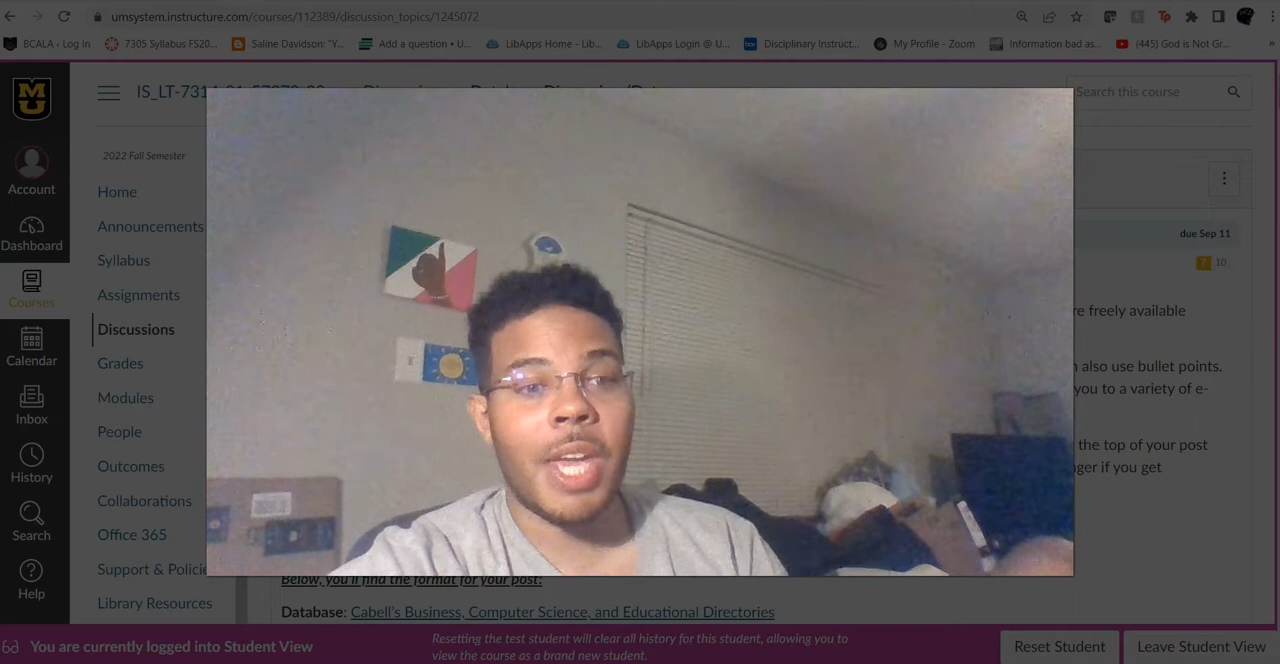 umsystem.instructure.com/courses/112389/discussion_topics/1245072
BCALA ‹ Log In
7305 Syllabus FS20...
Saline Davidson: "Y...
Add a question • U...
LibApps Home - Lib...
LibApps Login @ U...
Disciplinary Instruct...
My Profile - Zoom
Information bad as...
(445) God is Not Gr...
»
MU
Account
Dashboard
Courses
Calendar
Inbox
History
Search
Help
Search this course
2022 Fall Semester
Home
Announcements
Syllabus
Assignments
Discussions
Grades
Modules
People
Outcomes
Collaborations
Office 365
Support & Policie
Library Resources
due Sep 11
7 10
re freely available
also use bullet points.
you to a variety of e-
the top of your post
nger if you get
Below, you'll find the format for your post:
Database: Cabell's Business, Computer Science, and Educational Directories
You are currently logged into Student View
Resetting the test student will clear all history for this student, allowing you to
view the course as a brand new student.
Reset Student
Leave Student View